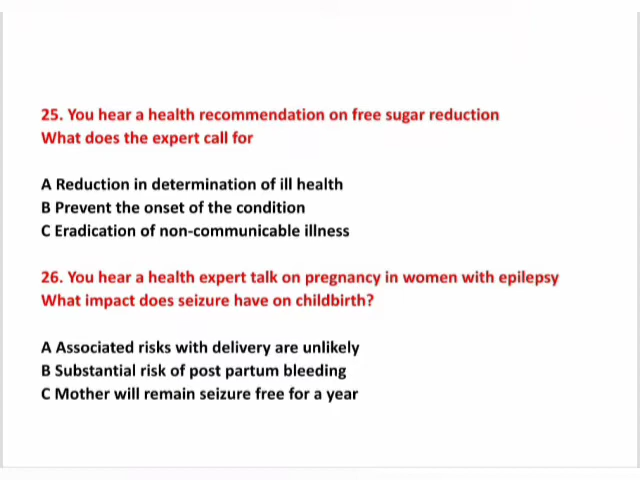 25. You hear a health recommendation on free sugar reduction
What does the expert call for
A Reduction in determination of ill health
B Prevent the onset of the condition
C Eradication of non-communicable illness
26. You hear a health expert talk on pregnancy in women with epilepsy
What impact does seizure have on childbirth?
A Associated risks with delivery are unlikely
B Substantial risk of post partum bleeding
C Mother will remain seizure free for a year